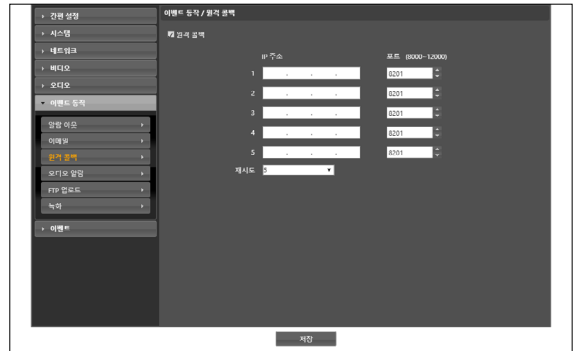 간편 설정
시스템
네트워크
비디오
오디오
이벤트 동작
알람 아웃
이메일
원격 콜백
오디오 알림
FTP 업로드
녹화
이벤트
이벤트 동작 / 원격 콜백
원격 콜백
IP 주소 포트 (8000~12000)
1 . . . 8201
2 . . . 8201
3 . . . 8201
4 . . . 8201
5 . . . 8201
재시도 5
저장